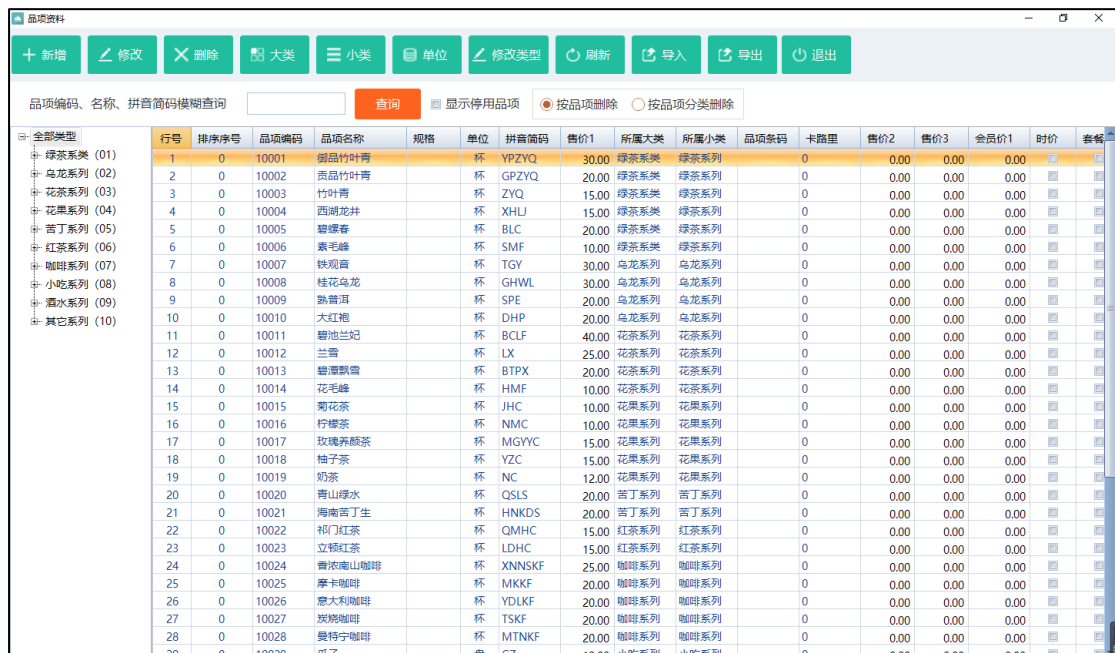 品项资料
新增 修改 删除 大类 小类 单位 修改类型 刷新 导入 导出 退出
品项编码、名称、拼音简码模糊查询 查询 显示停用品项 按品项删除 按品项分类删除
全部类型
绿茶系类 (01)
乌龙系列 (02)
花茶系列 (03)
花果系列 (04)
苦丁系列 (05)
红茶系列 (06)
咖啡系列 (07)
小吃系列 (08)
酒水系列 (09)
其它系列 (10)
行号 排序序号 品项编码 品项名称 规格 单位 拼音简码 售价1 所属大类 所属小类 品项条码 卡路里 售价2 售价3 会员价1 时价 套餐
1 0 10001 御品竹叶青 杯 YPZYQ 30.00 绿茶系类 绿茶系列 0 0.00 0.00 0.00
2 0 10002 贡品竹叶青 杯 GPZYQ 20.00 绿茶系类 绿茶系列 0 0.00 0.00 0.00
3 0 10003 竹叶青 杯 ZYQ 15.00 绿茶系类 绿茶系列 0 0.00 0.00 0.00
4 0 10004 西湖龙井 杯 XHLJ 15.00 绿茶系类 绿茶系列 0 0.00 0.00 0.00
5 0 10005 碧螺春 杯 BLC 20.00 绿茶系类 绿茶系列 0 0.00 0.00 0.00
6 0 10006 素毛峰 杯 SMF 10.00 绿茶系类 绿茶系列 0 0.00 0.00 0.00
7 0 10007 铁观音 杯 TGY 30.00 乌龙系列 乌龙系列 0 0.00 0.00 0.00
8 0 10008 桂花乌龙 杯 GHWL 30.00 乌龙系列 乌龙系列 0 0.00 0.00 0.00
9 0 10009 熟普洱 杯 SPE 20.00 乌龙系列 乌龙系列 0 0.00 0.00 0.00
10 0 10010 大红袍 杯 DHP 20.00 乌龙系列 乌龙系列 0 0.00 0.00 0.00
11 0 10011 碧池兰妃 杯 BCLF 40.00 花茶系列 花茶系列 0 0.00 0.00 0.00
12 0 10012 兰雪 杯 LX 25.00 花茶系列 花茶系列 0 0.00 0.00 0.00
13 0 10013 碧潭飘雪 杯 BTPX 20.00 花茶系列 花茶系列 0 0.00 0.00 0.00
14 0 10014 花毛峰 杯 HMF 10.00 花茶系列 花茶系列 0 0.00 0.00 0.00
15 0 10015 菊花茶 杯 JHC 10.00 花果系列 花果系列 0 0.00 0.00 0.00
16 0 10016 柠檬茶 杯 NMC 10.00 花果系列 花果系列 0 0.00 0.00 0.00
17 0 10017 玫瑰养颜茶 杯 MGYYC 15.00 花果系列 花果系列 0 0.00 0.00 0.00
18 0 10018 柚子茶 杯 YZC 15.00 花果系列 花果系列 0 0.00 0.00 0.00
19 0 10019 奶茶 杯 NC 12.00 花果系列 花果系列 0 0.00 0.00 0.00
20 0 10020 青山绿水 杯 QSLS 20.00 苦丁系列 苦丁系列 0 0.00 0.00 0.00
21 0 10021 海南苦丁生 杯 HNKDS 20.00 苦丁系列 苦丁系列 0 0.00 0.00 0.00
22 0 10022 祁门红茶 杯 QMHC 15.00 红茶系列 红茶系列 0 0.00 0.00 0.00
23 0 10023 立顿红茶 杯 LDHC 15.00 红茶系列 红茶系列 0 0.00 0.00 0.00
24 0 10024 香浓南山咖啡 杯 XNNSKF 25.00 咖啡系列 咖啡系列 0 0.00 0.00 0.00
25 0 10025 摩卡咖啡 杯 MKKF 20.00 咖啡系列 咖啡系列 0 0.00 0.00 0.00
26 0 10026 意大利咖啡 杯 YDLKF 20.00 咖啡系列 咖啡系列 0 0.00 0.00 0.00
27 0 10027 炭烧咖啡 杯 TSKF 20.00 咖啡系列 咖啡系列 0 0.00 0.00 0.00
28 0 10028 曼特宁咖啡 杯 MTNKF 20.00 咖啡系列 咖啡系列 0 0.00 0.00 0.00